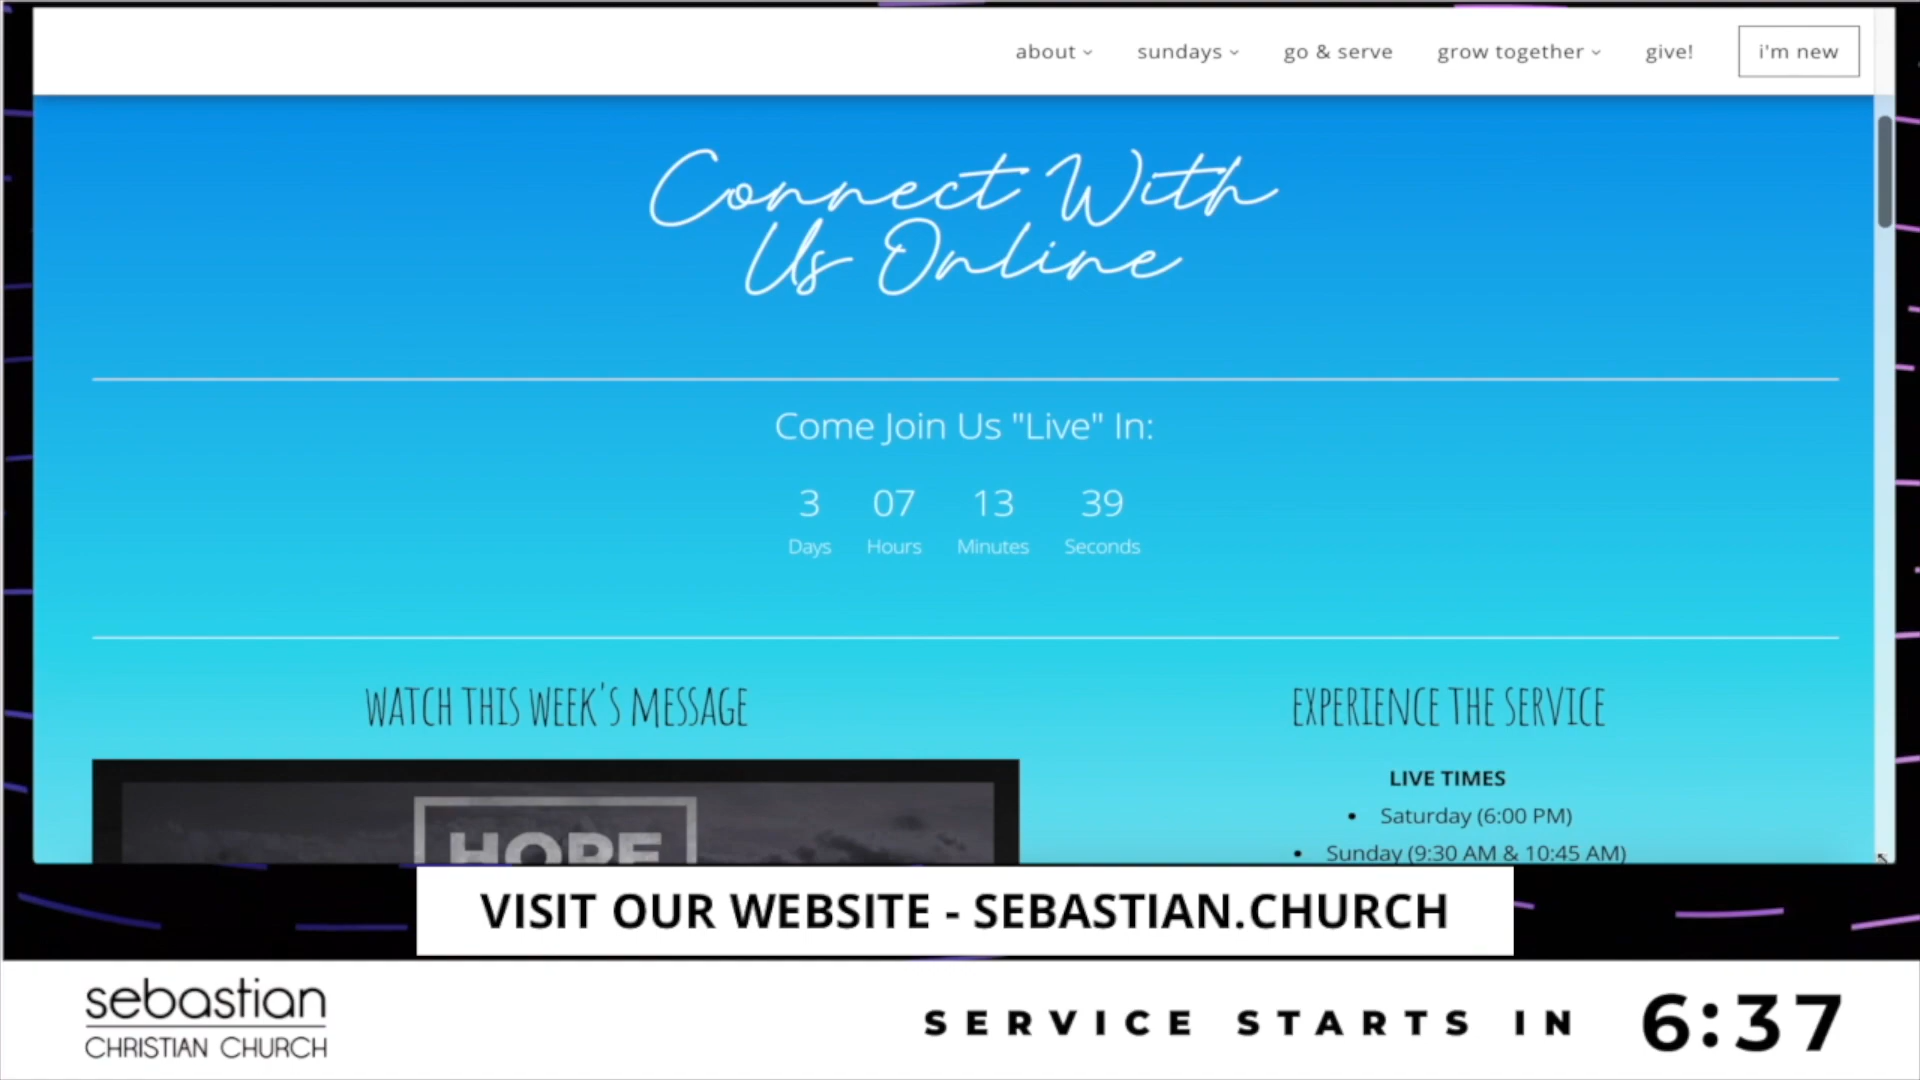 about
sundays
go & serve
grow together
give!
i'm new
Connect With
Us Online
Come Join Us "Live" In:
3 07 13 39
Days Hours Minutes Seconds
WATCH THIS WEEK'S MESSAGE
EXPERIENCE THE SERVICE
HOPE
LIVE TIMES
• Saturday (6:00 PM)
• Sunday (9:30 AM & 10:45 AM)
VISIT OUR WEBSITE - SEBASTIAN.CHURCH
sebastian
CHRISTIAN CHURCH
SERVICE STARTS IN 6:37